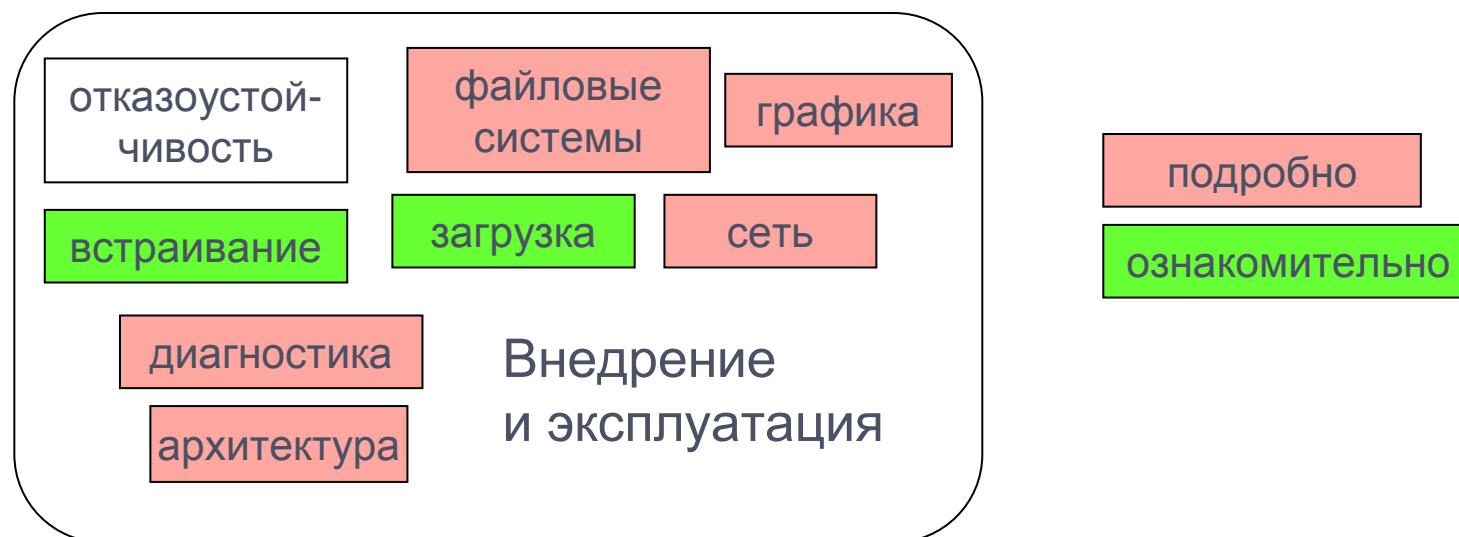 отказоустой-
чивость
файловые
системы
графика
подробно
встраивание
загрузка
сеть
ознакомительно
диагностика
Внедрение
и эксплуатация
архитектура